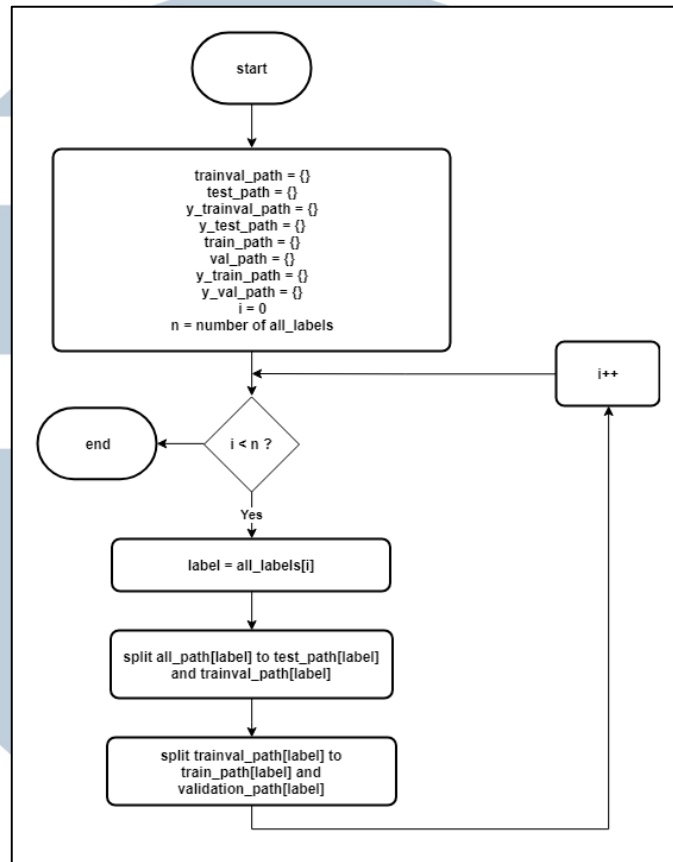 start
trainval_path = {}
test_path = {}
y_trainval_path = {}
y_test_path = {}
train_path = {}
val_path = {}
y_train_path = {}
y_val_path = {}
i = 0
n = number of all_labels
i++
end
i < n ?
Yes
label = all_labels[i]
split all_path[label] to test_path[label]
and trainval_path[label]
split trainval_path[label] to
train_path[label] and
validation_path[label]